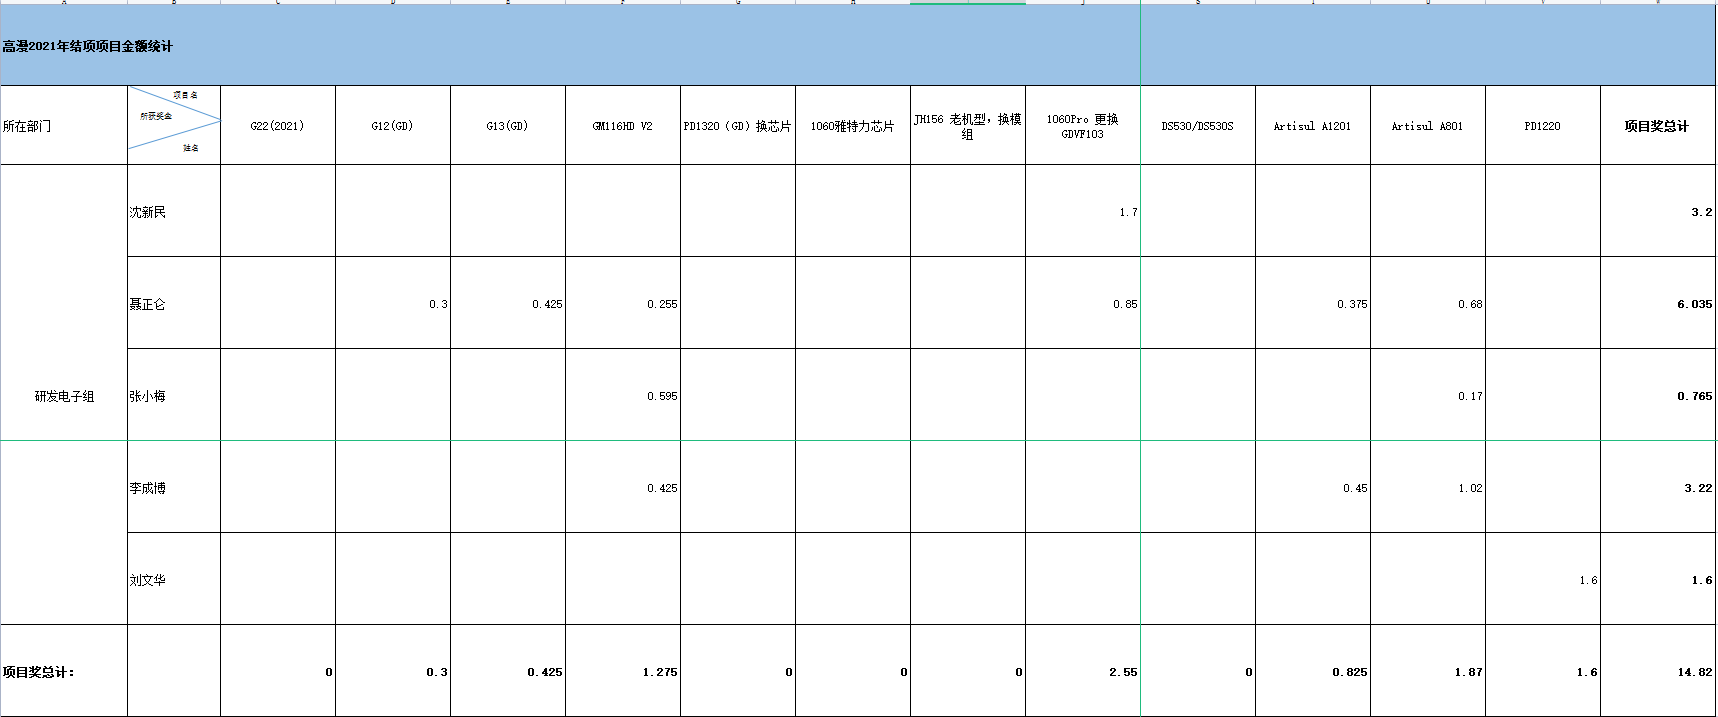 A B C D E F G H J S T U V W
高漫2021年结项项目金额统计
所在部门
项目名
所获奖金
姓名
G22(2021)
G12(GD)
G13(GD)
GM116HD V2
PD1320（GD）换芯片
1060雅特力芯片
JH156 老机型，换模
组
1060Pro 更换
GDVF103
DS530/DS530S
Artisul A1201
Artisul A801
PD1220
项目奖总计
研发电子组
沈新民 1.7 3.2
聂正仑 0.3 0.425 0.255 0.85 0.375 0.68 6.035
张小梅 0.595 0.17 0.765
李成博 0.425 0.45 1.02 3.22
刘文华 1.6 1.6
项目奖总计： 0 0.3 0.425 1.275 0 0 0 2.55 0 0.825 1.87 1.6 14.82